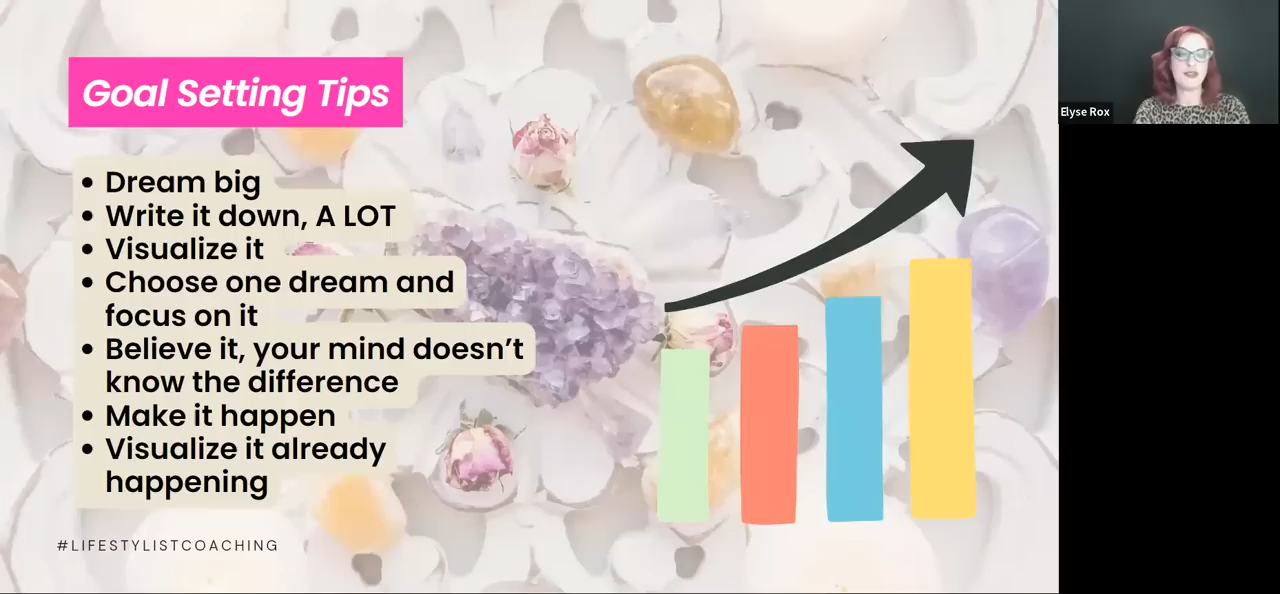 Goal Setting Tips
• Dream big
• Write it down, A LOT
• Visualize it
• Choose one dream and
focus on it
• Believe it, your mind doesn’t
know the difference
• Make it happen
• Visualize it already
happening
#LIFESTYLISTCOACHING
Elyse Rox